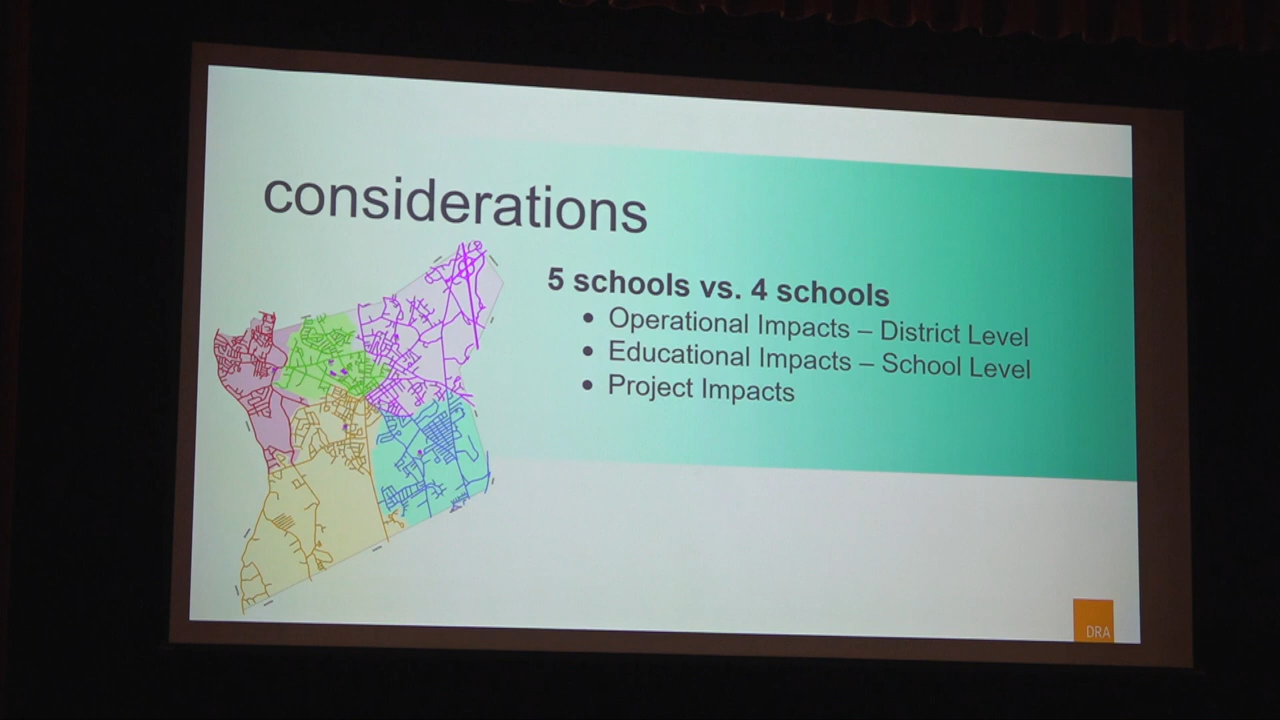 considerations
5 schools vs. 4 schools
• Operational Impacts – District Level
• Educational Impacts – School Level
• Project Impacts
DRA